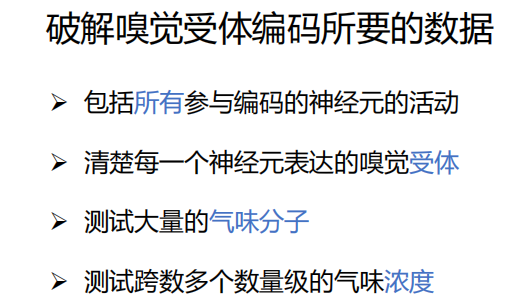 破解嗅觉受体编码所要的数据
➢ 包括所有参与编码的神经元的活动
➢ 清楚每一个神经元表达的嗅觉受体
➢ 测试大量的气味分子
➢ 测试跨数多个数量级的气味浓度